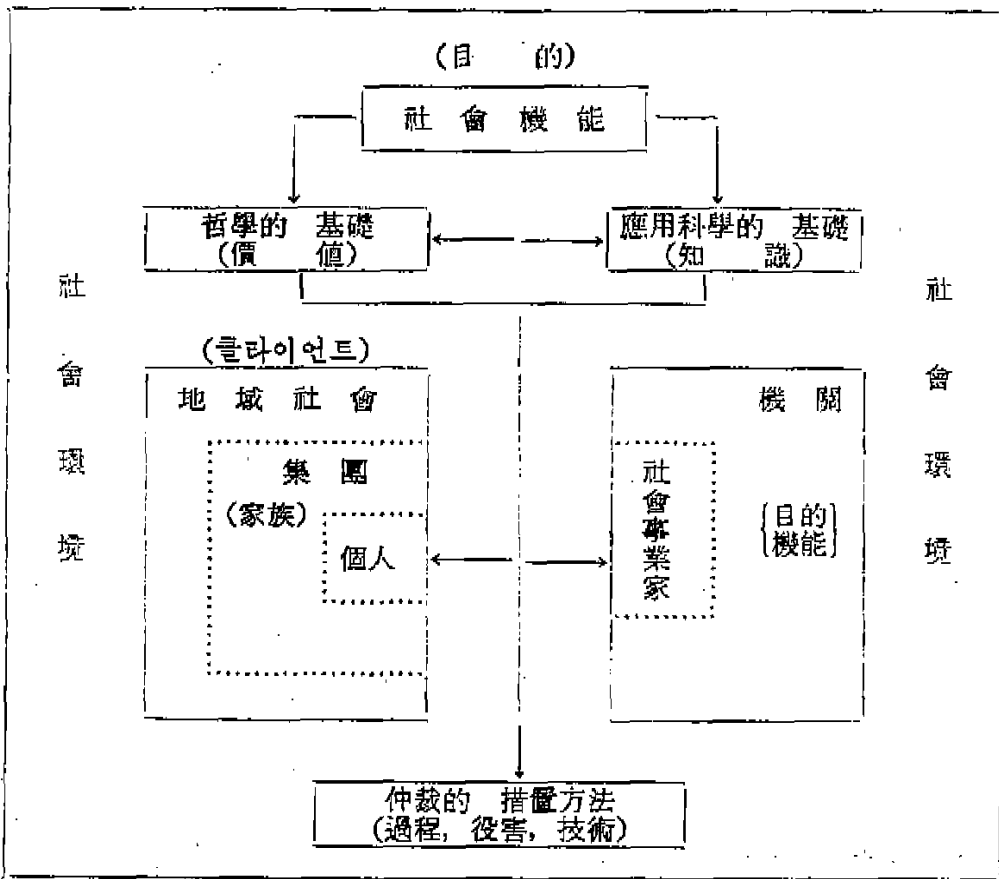 (目 的)
社 會 機 能
哲學的 基礎
(價 値)
應用科學的 基礎
(知 識)
社會環境
社會環境
(클라이언트)
地 域 社 會
集 團
(家族)
個人
機 關
社會事業家
{目的
機能}
仲裁的 措置方法
(過程, 役害, 技術)